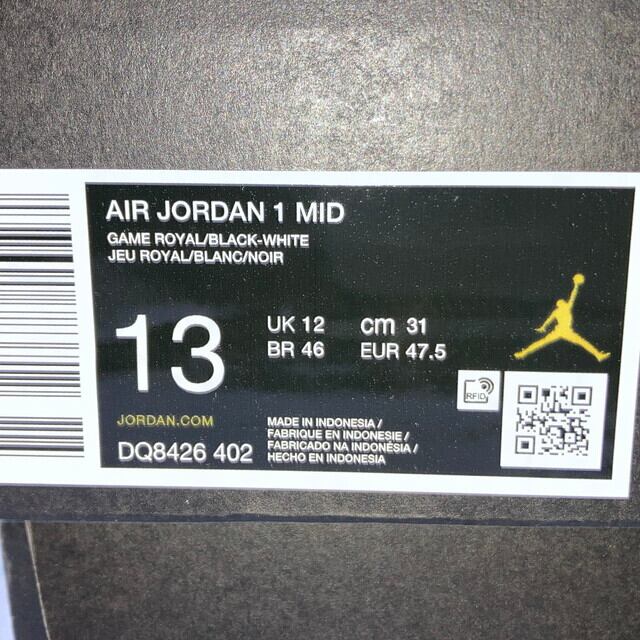 AIR JORDAN 1 MID
GAME ROYAL/BLACK-WHITE
JEU ROYAL/BLANC/NOIR
13
UK 12 cm 31
BR 46 EUR 47.5
RFID
JORDAN.COM
DQ8426 402
MADE IN INDONESIA /
FABRIQUE EN INDONESIE /
FABRICADO NA INDONÉSIA /
HECHO EN INDONESIA